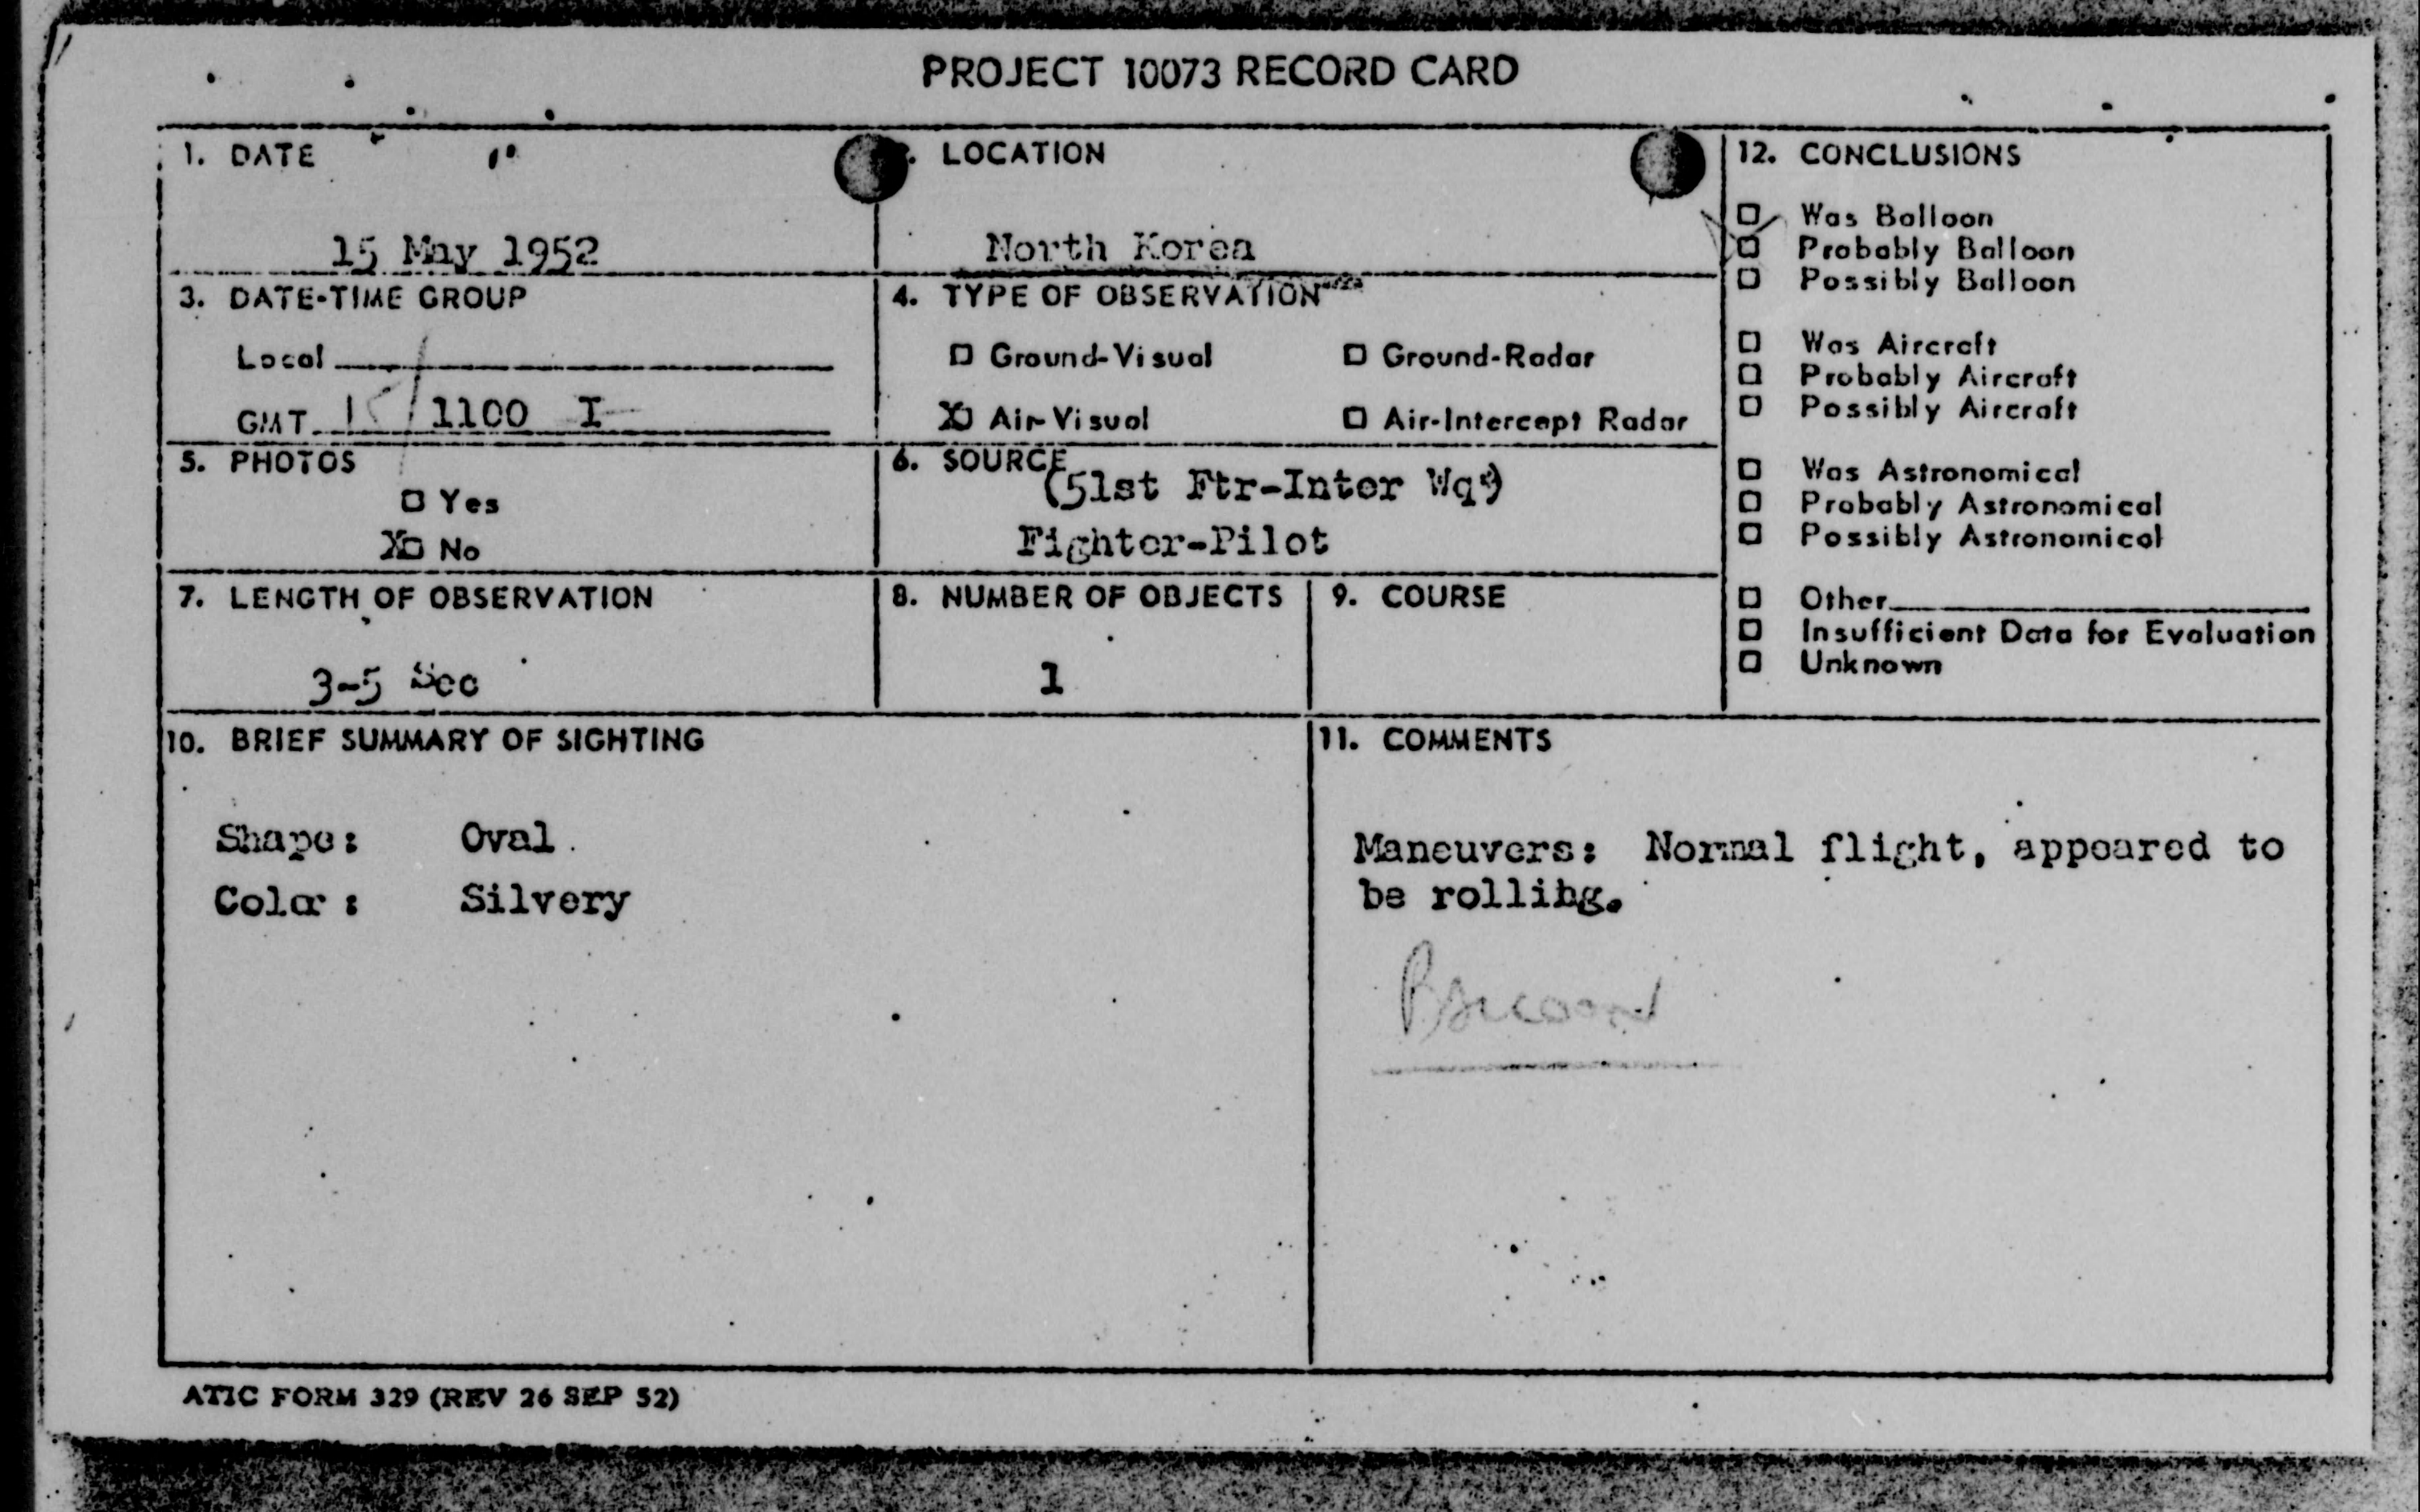 PROJECT 10073 RECORD CARD
1. DATE
15 May 1952
LOCATION
North Korea
3. DATE-TIME GROUP
Local
GMT 1100 I
4. TYPE OF OBSERVATION
Ground-Visual Ground-Radar
X Air-Visual Air-Intercept Radar
5. PHOTOS
Yes
X No
6. SOURCE
(51st Ftr-Inter Wq)
Fighter-Pilot
7. LENGTH OF OBSERVATION
3-5 Sec
8. NUMBER OF OBJECTS
1
9. COURSE
12. CONCLUSIONS
Was Balloon
Probably Balloon
Possibly Balloon
Was Aircraft
Probably Aircraft
Possibly Aircraft
Was Astronomical
Probably Astronomical
Possibly Astronomical
Other
Insufficient Data for Evaluation
Unknown
10. BRIEF SUMMARY OF SIGHTING
Shape: Oval
Color: Silvery
11. COMMENTS
Maneuvers: Normal flight, appeared to
be rollihg.
ATIC FORM 329 (REV 26 SEP 52)